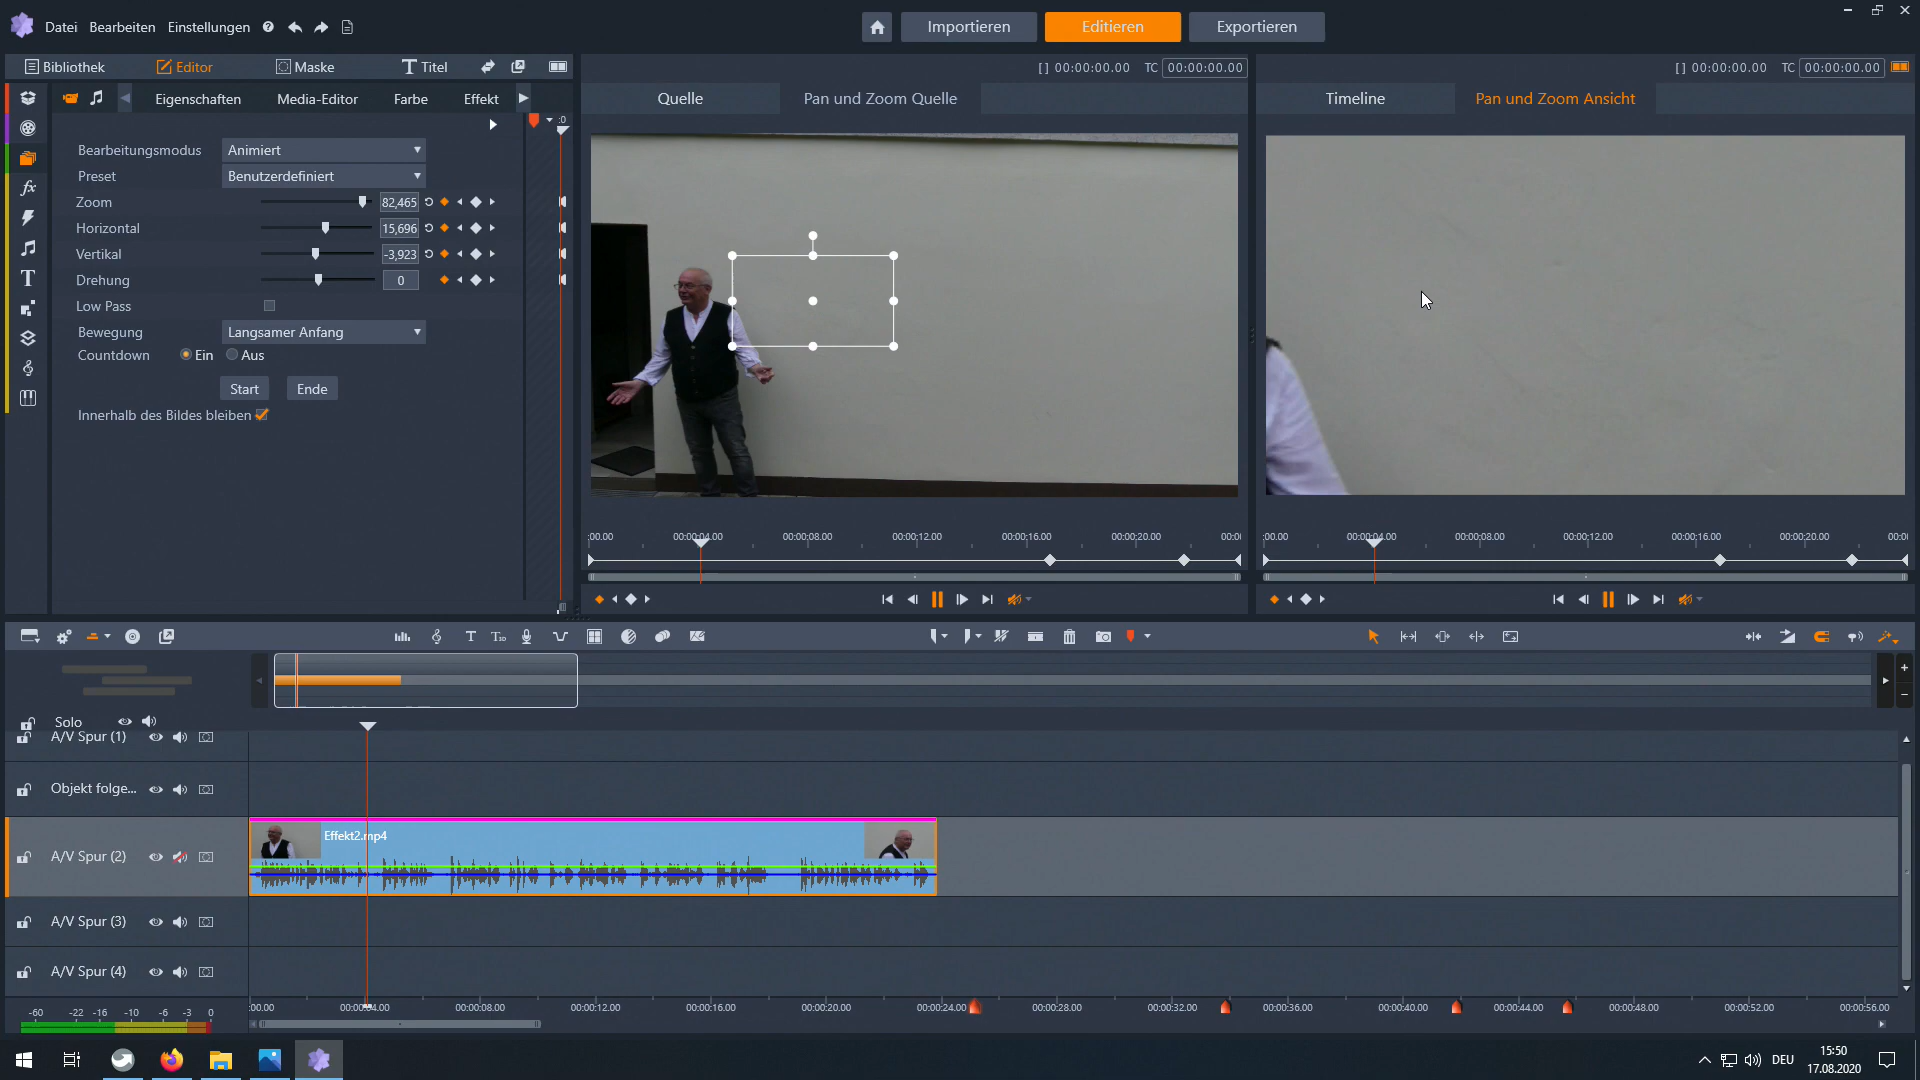 Datei Bearbeiten Einstellungen
Importieren Editieren Exportieren
Bibliothek Editor Maske Titel
[ ] 00:00:00.00 TC 00:00:00.00
[ ] 00:00:00.00 TC 00:00:00.00
Eigenschaften Media-Editor Farbe Effekt
Quelle Pan und Zoom Quelle
Timeline Pan und Zoom Ansicht
:0
Bearbeitungsmodus Animiert
Preset Benutzerdefiniert
Zoom 82,465
Horizontal 15,696
Vertikal -3,923
Drehung 0
Low Pass
Bewegung Langsamer Anfang
Countdown Ein Aus
Start Ende
Innerhalb des Bildes bleiben
:00.00 00:00:04.00 00:00:08.00 00:00:12.00 00:00:16.00 00:00:20.00 00:0
:00.00 00:00:04.00 00:00:08.00 00:00:12.00 00:00:16.00 00:00:20.00 00:0
Solo
A/V Spur (1)
Objekt folge...
A/V Spur (2)
Effekt2.mp4
A/V Spur (3)
A/V Spur (4)
:00.00 00:00:04.00 00:00:08.00 00:00:12.00 00:00:16.00 00:00:20.00 00:00:24.00 00:00:28.00 00:00:32.00 00:00:36.00 00:00:40.00 00:00:44.00 00:00:48.00 00:00:52.00 00:00:56.00
-60 -22 -16 -10 -6 -3 0
DEU
15:50
17.08.2020